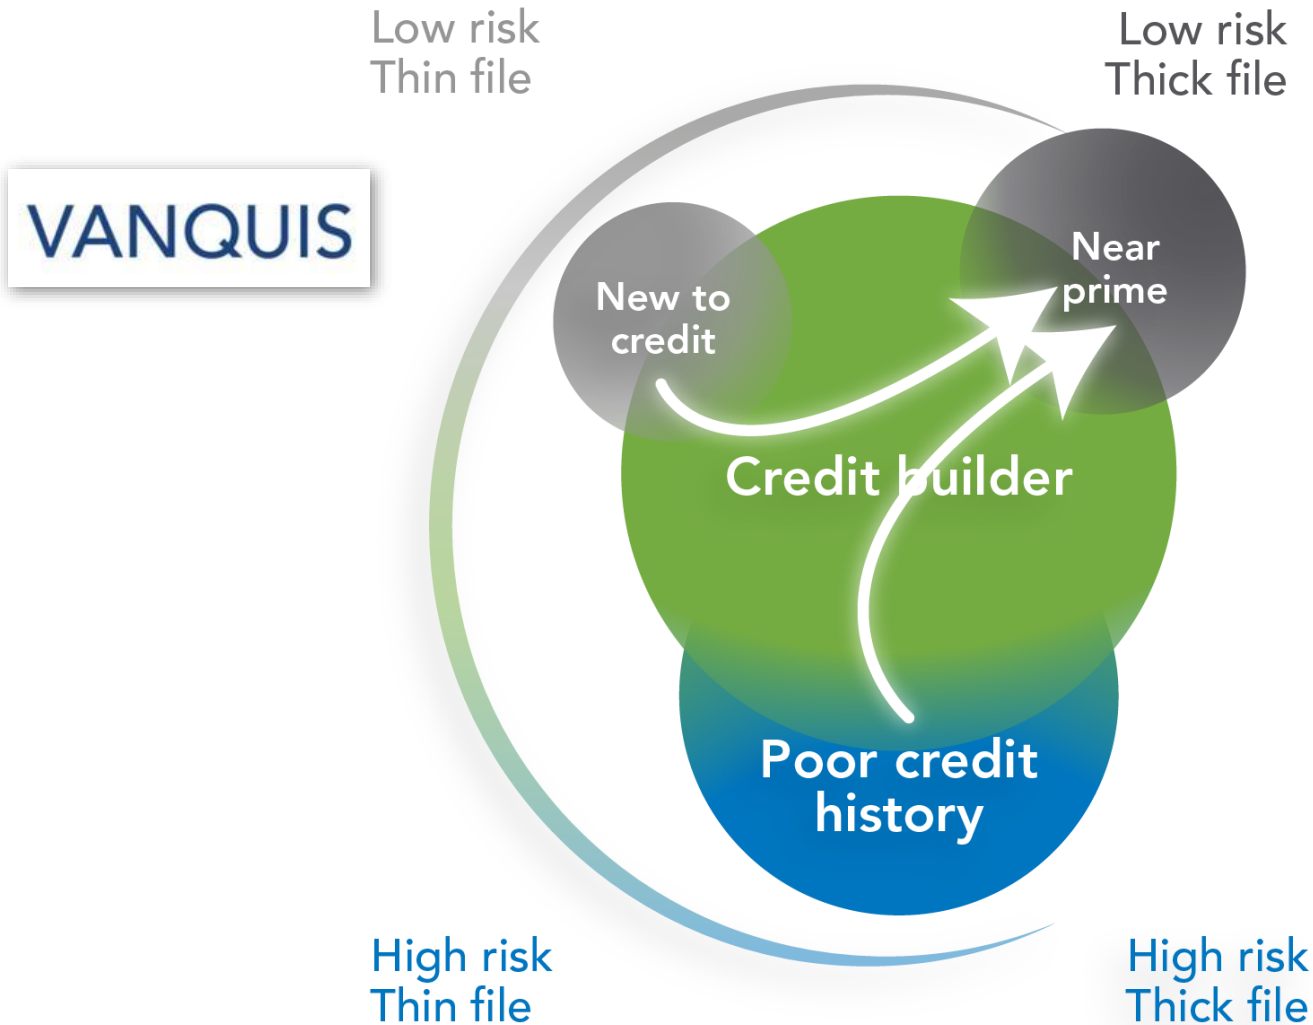 Low risk
Thin file
Low risk
Thick file
VANQUIS
New to
credit
Near
prime
Credit builder
Poor credit
history
High risk
Thin file
High risk
Thick file